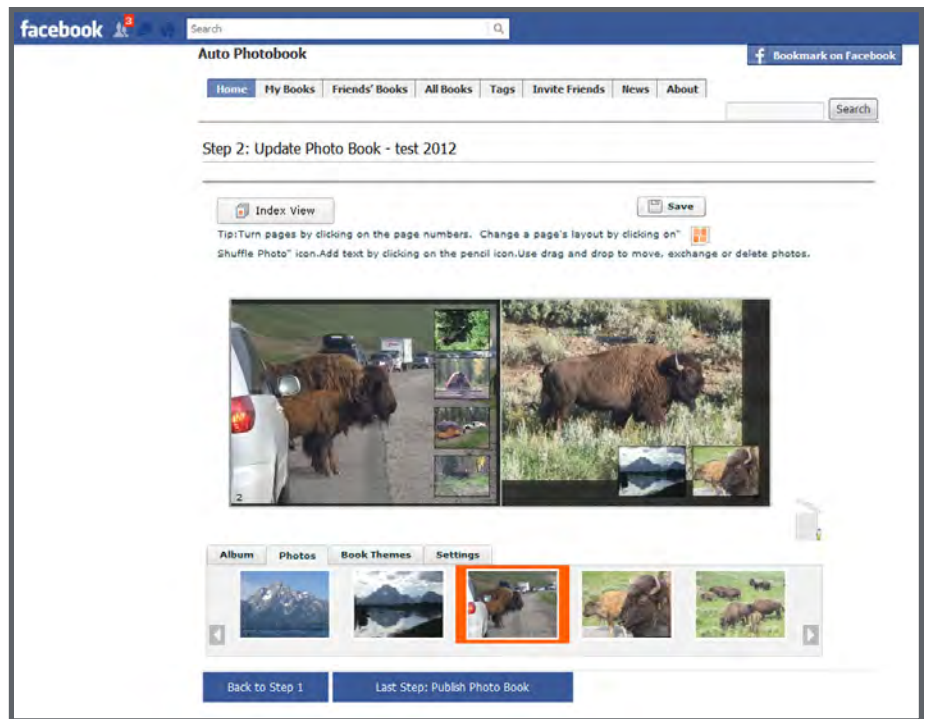 facebook 3 Search
Auto Photobook
Bookmark on Facebook
Home My Books Friends' Books All Books Tags Invite Friends News About
Search
Step 2: Update Photo Book - test 2012
Index View Save
Tip:Turn pages by clicking on the page numbers. Change a page's layout by clicking on"
Shuffle Photo" icon.Add text by clicking on the pencil icon.Use drag and drop to move, exchange or delete photos.
2
Album Photos Book Themes Settings
Back to Step 1 Last Step: Publish Photo Book